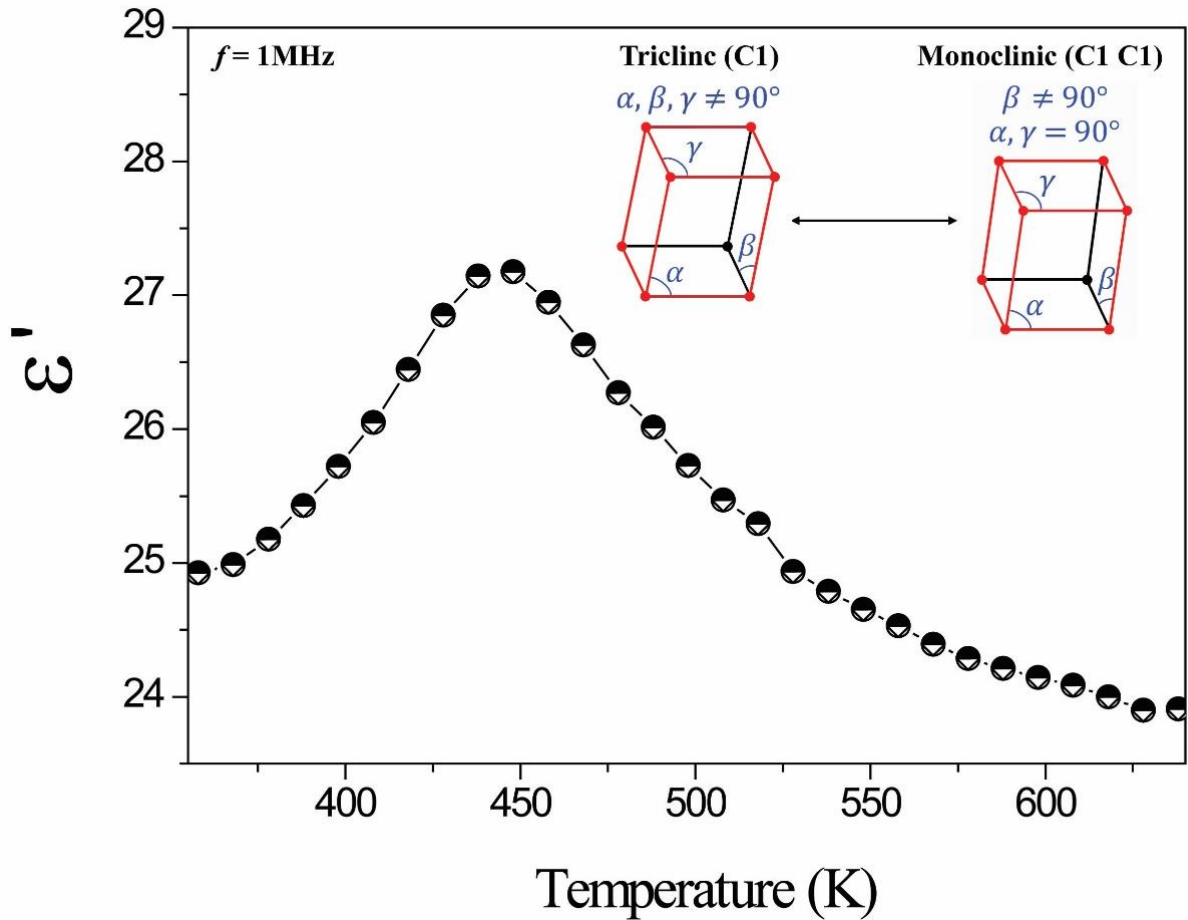 29
28
27
26
25
24
ε'
f = 1MHz
Triclinc (C1)
α, β, γ ≠ 90°
γ
β
α
Monoclinic (C1 C1)
β ≠ 90°
α, γ = 90°
γ
β
α
400 450 500 550 600
Temperature (K)